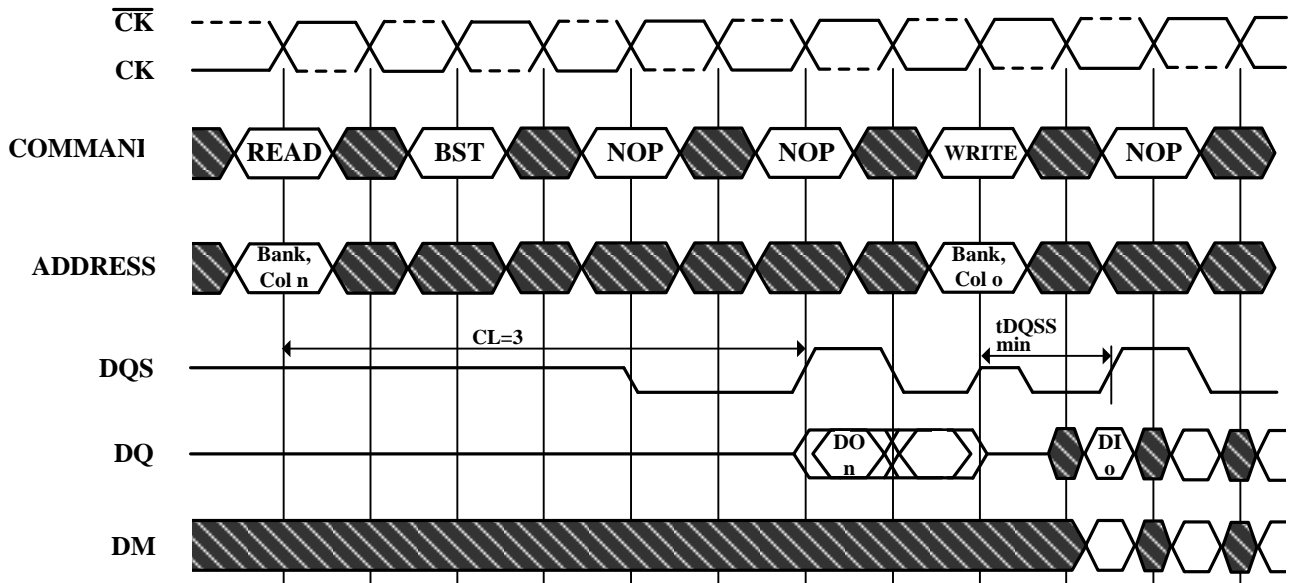 CK
CK
COMMANI
READ BST NOP NOP WRITE NOP
ADDRESS
Bank,
Col n
Bank,
Col o
CL=3
tDQSS
min
DQS
DQ
DO
n
DI
o
DM